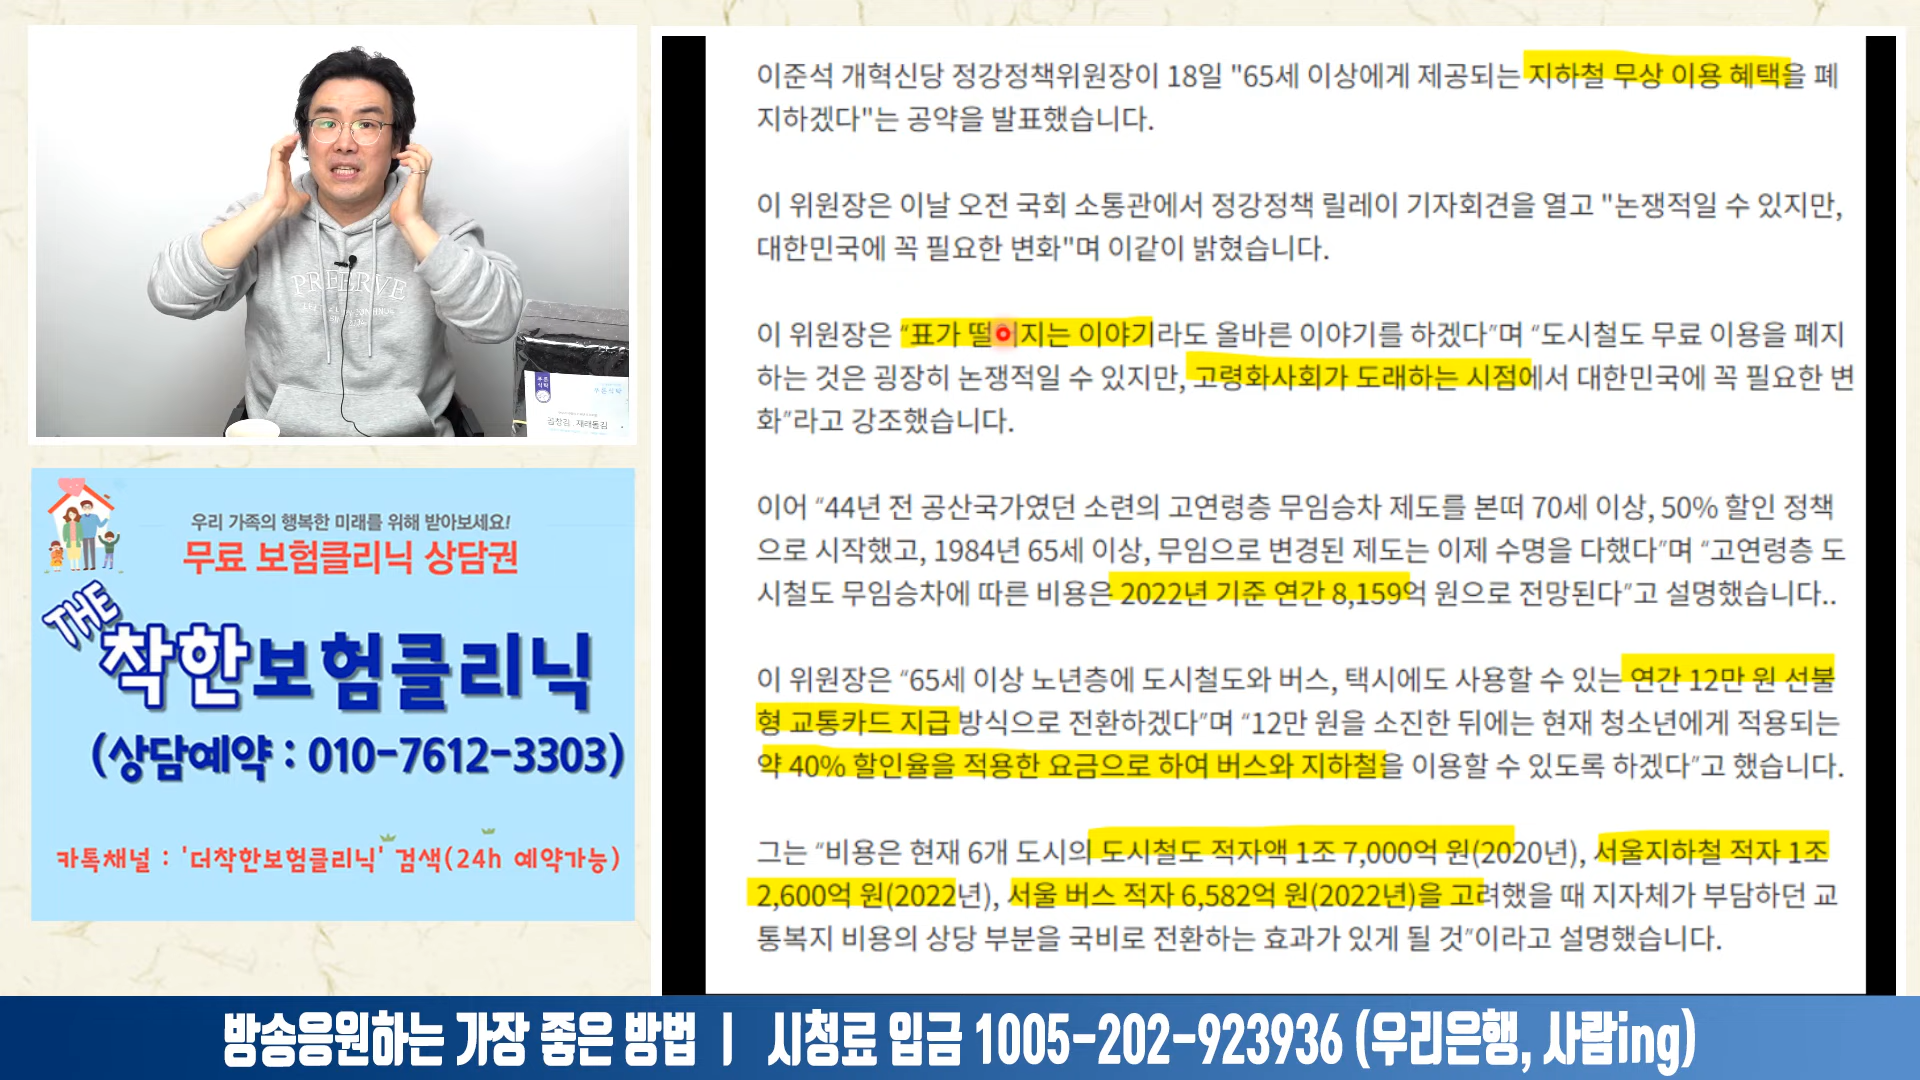 PRESERVE
곱창김, 재래돌김
우리 가족의 행복한 미래를 위해 받아보세요!
무료 보험클리닉 상담권
THE
착한보험클리닉
(상담예약 : 010-7612-3303)
카톡채널 : '더착한보험클리닉' 검색(24h 예약가능)
이준석 개혁신당 정강정책위원장이 18일 "65세 이상에게 제공되는 지하철 무상 이용 혜택을 폐
지하겠다"는 공약을 발표했습니다.
이 위원장은 이날 오전 국회 소통관에서 정강정책 릴레이 기자회견을 열고 "논쟁적일 수 있지만,
대한민국에 꼭 필요한 변화"며 이같이 밝혔습니다.
이 위원장은 “표가 떨어지는 이야기라도 올바른 이야기를 하겠다”며 “도시철도 무료 이용을 폐지
하는 것은 굉장히 논쟁적일 수 있지만, 고령화사회가 도래하는 시점에서 대한민국에 꼭 필요한 변
화”라고 강조했습니다.
이어 “44년 전 공산국가였던 소련의 고연령층 무임승차 제도를 본떠 70세 이상, 50% 할인 정책
으로 시작했고, 1984년 65세 이상, 무임으로 변경된 제도는 이제 수명을 다했다”며 “고연령층 도
시철도 무임승차에 따른 비용은 2022년 기준 연간 8,159억 원으로 전망된다”고 설명했습니다..
이 위원장은 “65세 이상 노년층에 도시철도와 버스, 택시에도 사용할 수 있는 연간 12만 원 선불
형 교통카드 지급 방식으로 전환하겠다”며 “12만 원을 소진한 뒤에는 현재 청소년에게 적용되는
약 40% 할인율을 적용한 요금으로 하여 버스와 지하철을 이용할 수 있도록 하겠다”고 했습니다.
그는 “비용은 현재 6개 도시의 도시철도 적자액 1조 7,000억 원(2020년), 서울지하철 적자 1조
2,600억 원(2022년), 서울 버스 적자 6,582억 원(2022년)을 고려했을 때 지자체가 부담하던 교
통복지 비용의 상당 부분을 국비로 전환하는 효과가 있게 될 것”이라고 설명했습니다.
방송응원하는 가장 좋은 방법 ㅣ 시청료 입금 1005-202-923936 (우리은행, 사람ing)